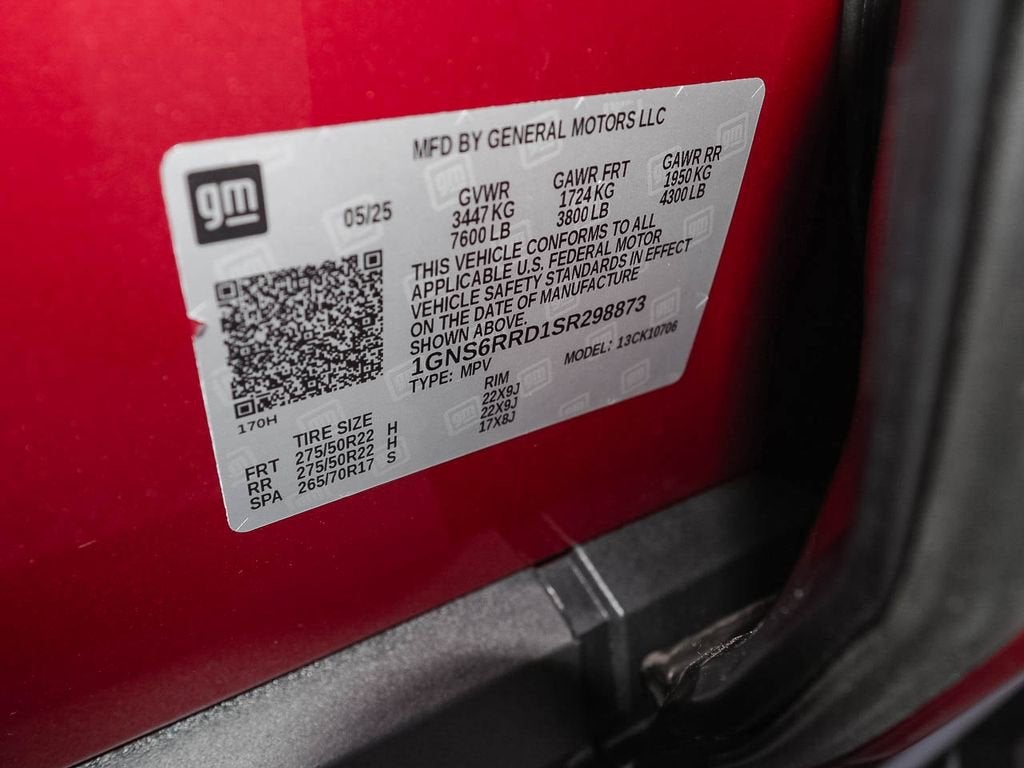 MFD BY GENERAL MOTORS LLC
gm
05/25
GVWR
3447 KG
7600 LB
GAWR FRT
1724 KG
3800 LB
GAWR RR
1950 KG
4300 LB
THIS VEHICLE CONFORMS TO ALL
APPLICABLE U.S. FEDERAL MOTOR
VEHICLE SAFETY STANDARDS IN EFFECT
ON THE DATE OF MANUFACTURE
SHOWN ABOVE.
1GNS6RRD1SR298873
TYPE: MPV
MODEL: 13CK10706
170H
TIRE SIZE
RIM
FRT 275/50R22 H 22X9J
RR 275/50R22 H 22X9J
SPA 265/70R17 S 17X8J